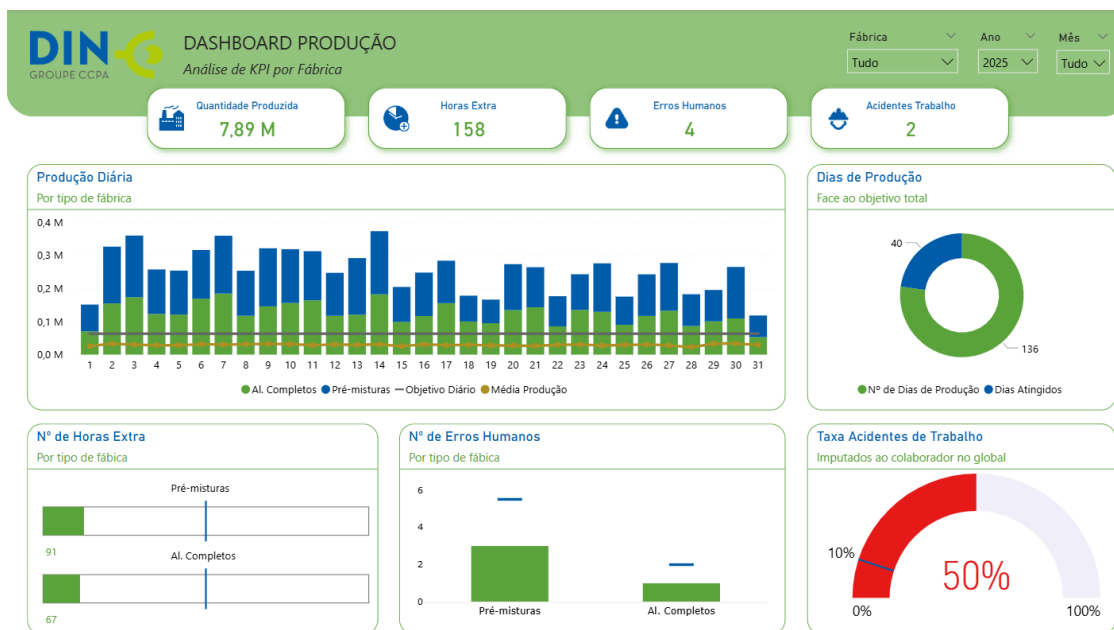 DIN
GROUPE CCPA
DASHBOARD PRODUÇÃO
Análise de KPI por Fábrica
Fábrica
Tudo
Ano
2025
Mês
Tudo
Quantidade Produzida
7,89 M
Horas Extra
158
Erros Humanos
4
Acidentes Trabalho
2
Produção Diária
Por tipo de fábrica
0,4 M
0,3 M
0,2 M
0,1 M
0,0 M
1 2 3 4 5 6 7 8 9 10 11 12 13 14 15 16 17 18 19 20 21 22 23 24 25 26 27 28 29 30 31
Al. Completos Pré-misturas Objetivo Diário Média Produção
Dias de Produção
Face ao objetivo total
40
136
Nº de Dias de Produção Dias Atingidos
Nº de Horas Extra
Por tipo de fábica
Pré-misturas
91
Al. Completos
67
Nº de Erros Humanos
Por tipo de fábica
6
4
2
0
Pré-misturas Al. Completos
Taxa Acidentes de Trabalho
Imputados ao colaborador no global
10%
50%
0% 100%